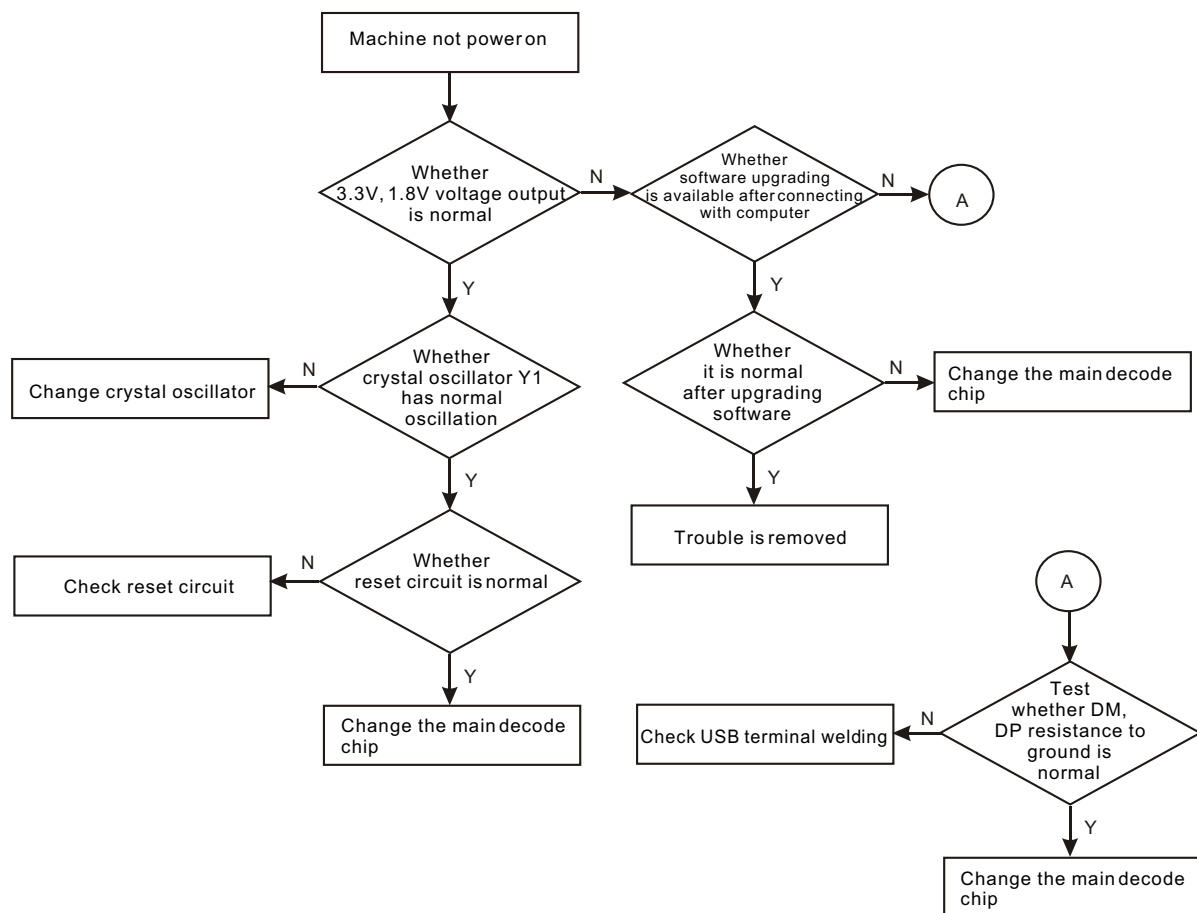 Machine not power on
Whether
3.3V, 1.8V voltage output
is normal
N
Whether
software upgrading
is available after connecting
with computer
N
A
Y
Y
Whether
crystal oscillator Y1
has normal
oscillation
N
Change crystal oscillator
Whether
it is normal
after upgrading
software
N
Change the main decode
chip
Y
Y
Trouble is removed
Whether
reset circuit is normal
N
Check reset circuit
Y
Change the main decode
chip
A
Test
whether DM,
DP resistance to
ground is
normal
N
Check USB terminal welding
Y
Change the main decode
chip